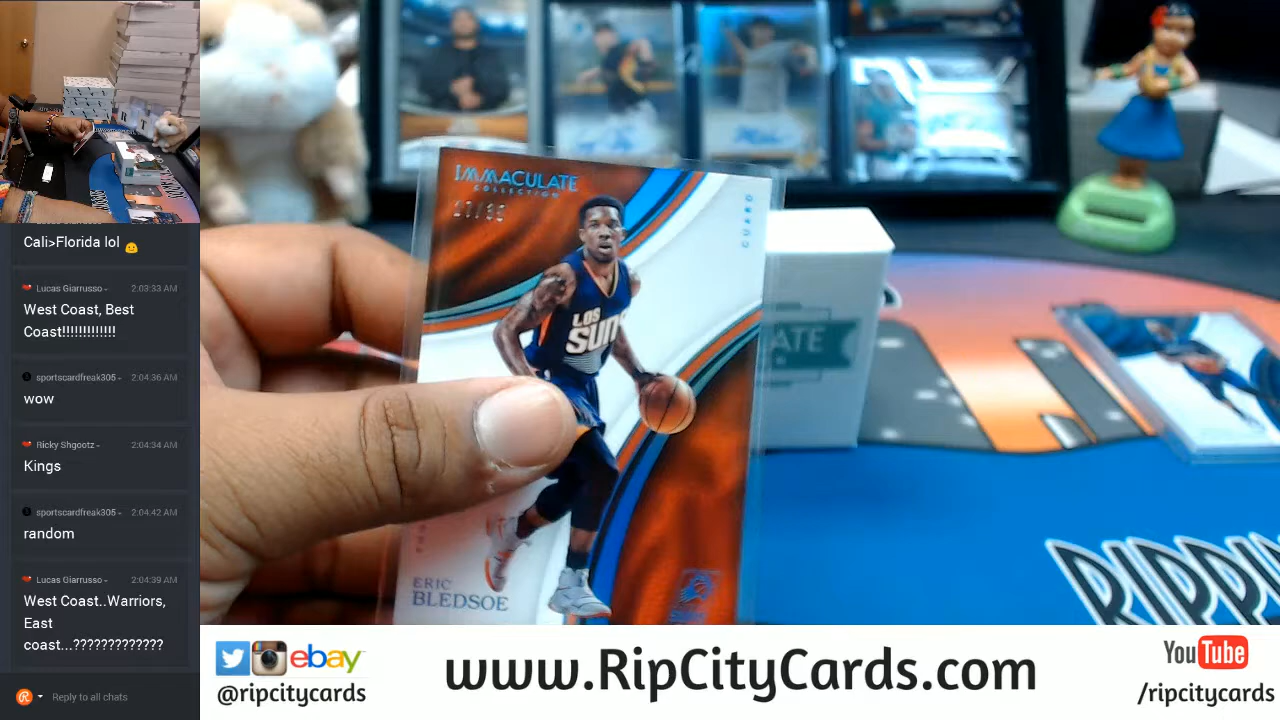 Cali>Florida lol
Lucas Giarrusso
2:03:33 AM
West Coast, Best
Coast!!!!!!!!!!!!!
sportscardfreak305
2:04:36 AM
wow
Ricky Shgootz
2:04:34 AM
Kings
sportscardfreak305
2:04:42 AM
random
Lucas Giarrusso
2:04:39 AM
West Coast..Warriors,
East
coast...?????????????
Reply to all chats
IMMACULATE
COLLECTION
GUARD
LOS
SUN
ERIC
BLEDSOE
ATE
RIPPIN
ebay
@ripcitycards
www.RipCityCards.com
YouTube
/ripcitycards